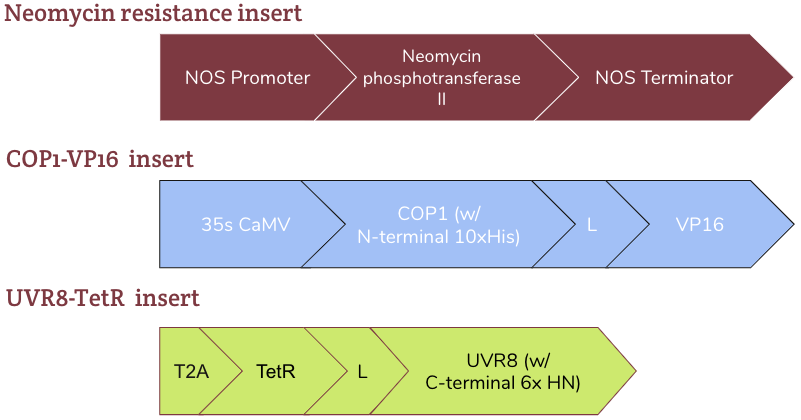 Neomycin resistance insert
NOS Promoter
Neomycin
phosphotransferase
II
NOS Terminator
COP1-VP16 insert
35s CaMV
COP1 (w/
N-terminal 10xHis)
L
VP16
UVR8-TetR insert
T2A
TetR
L
UVR8 (w/
C-terminal 6x HN)